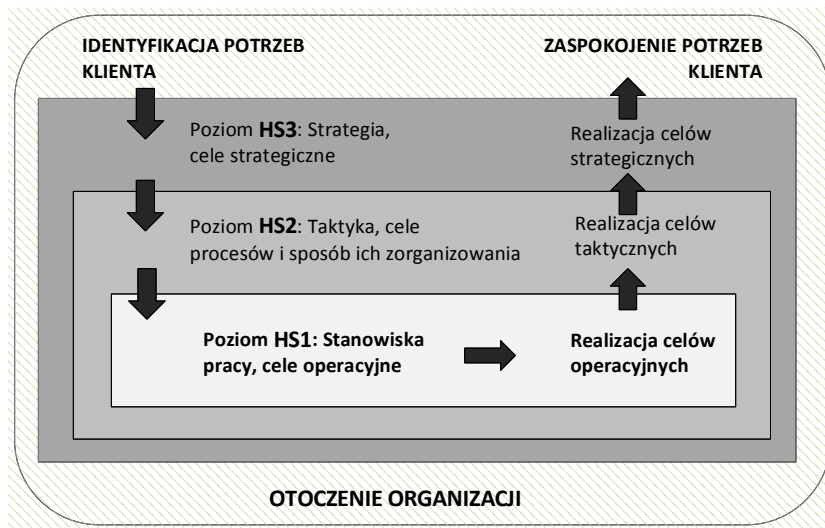 IDENTYFIKACJA POTRZEB
KLIENTA
ZASPOKOJENIE POTRZEB
KLIENTA
Poziom HS3: Strategia,
cele strategiczne
Realizacja celów
strategicznych
Poziom HS2: Taktyka, cele
procesów i sposób ich zorganizowania
Realizacja celów
taktycznych
Poziom HS1: Stanowiska
pracy, cele operacyjne
Realizacja celów
operacyjnych
OTOCZENIE ORGANIZACJI